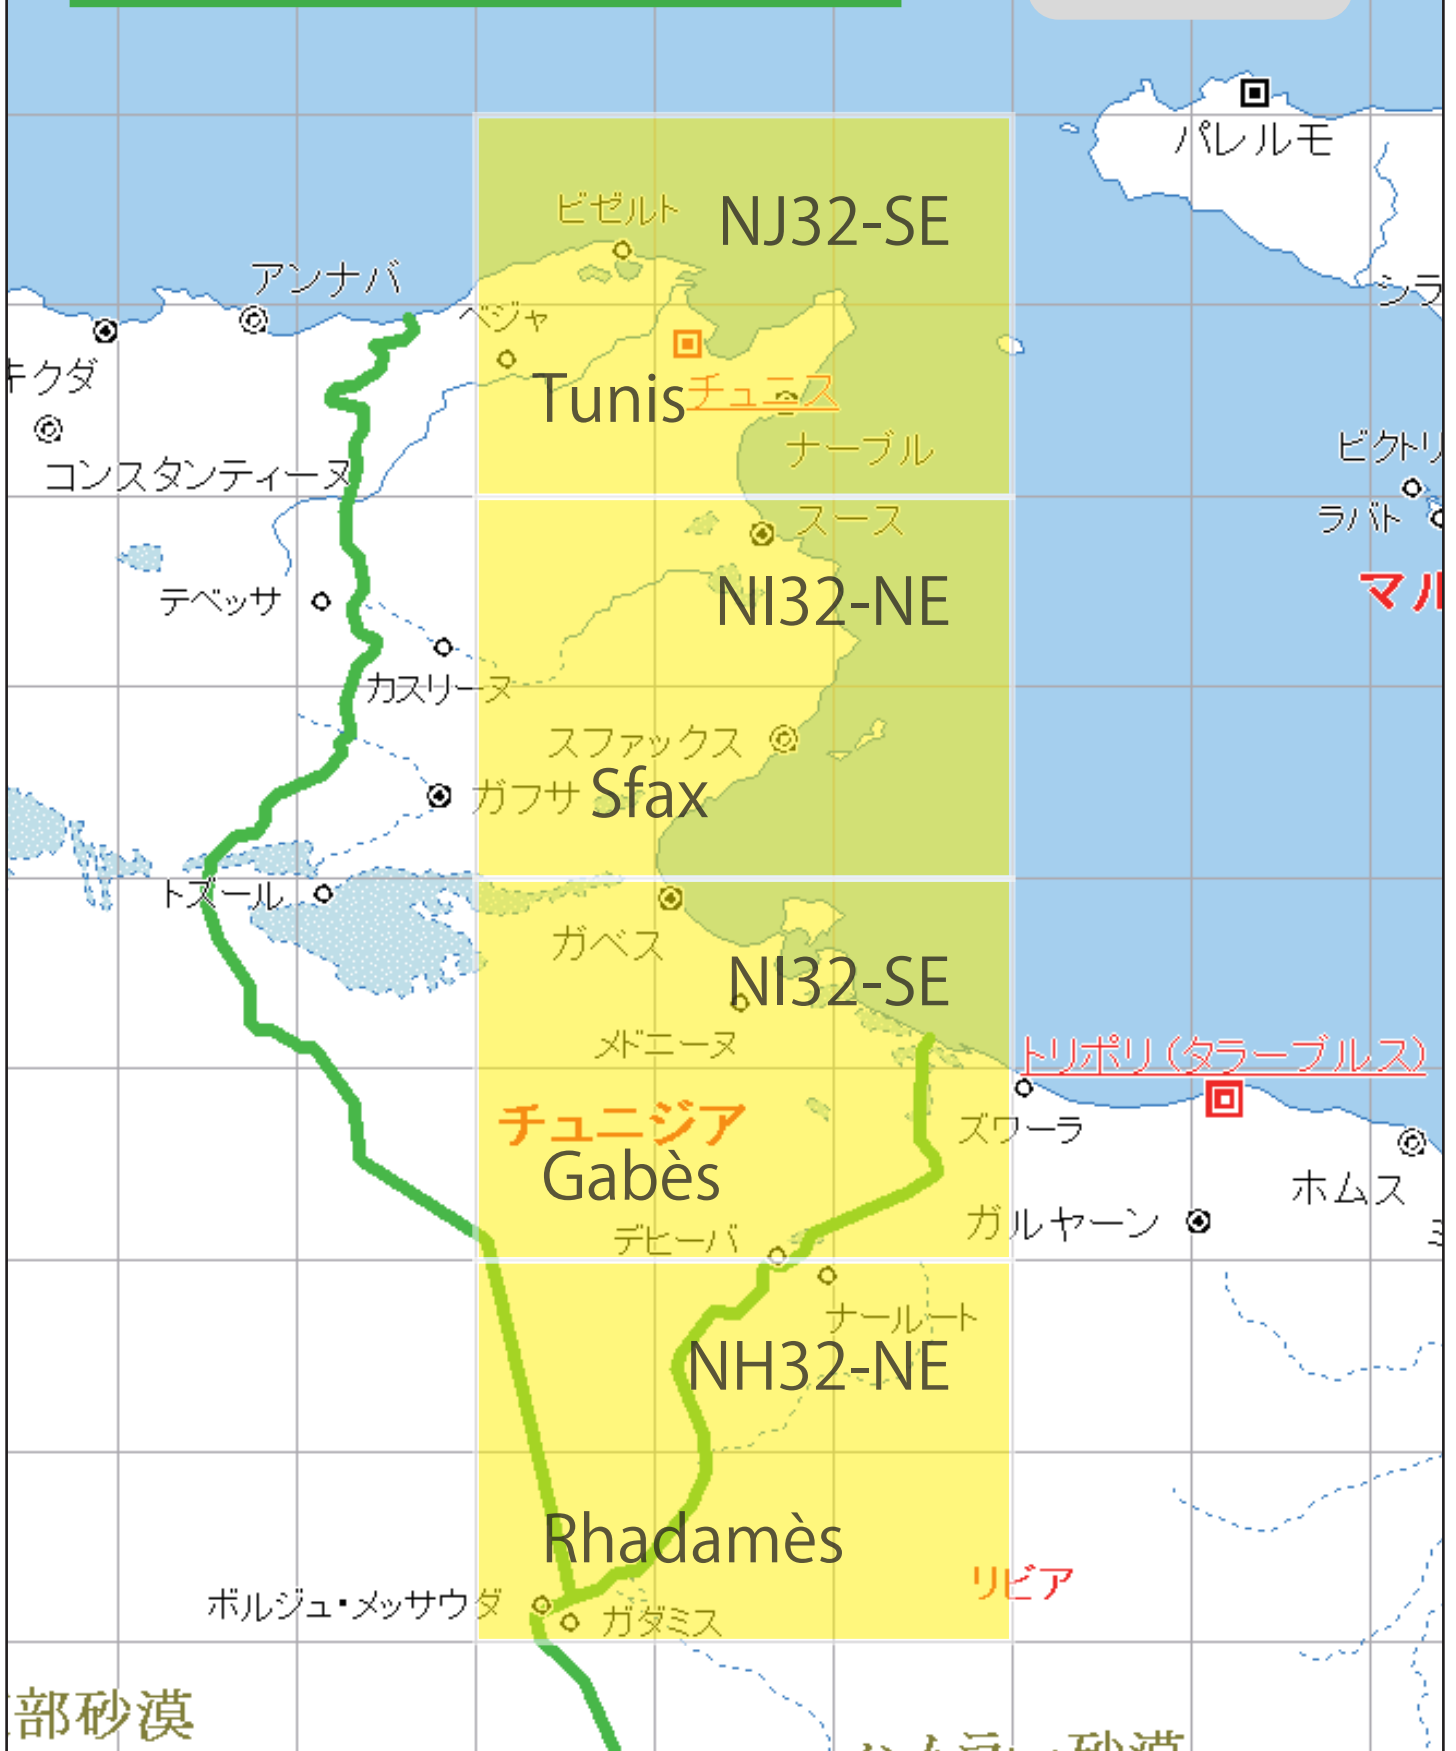 パレルモ
ビゼルト
NJ32-SE
アンナバ
シラ
ベジャ
キクダ
Tunis
チュニス
ナーブル
ビクトリ
コンスタンティーヌ
スース
ラバト
テベッサ
NI32-NE
マル
カスリーヌ
スファックス
ガフサ
Sfax
トズール
ガベス
NI32-SE
メドニーヌ
トリポリ(タラーブルス)
チュニジア
ズワーラ
Gabès
ホムス
ガルヤーン
デヒーバ
ナールート
NH32-NE
Rhadamès
リビア
ボルジュ・メッサウダ
ガダミス
部砂漠